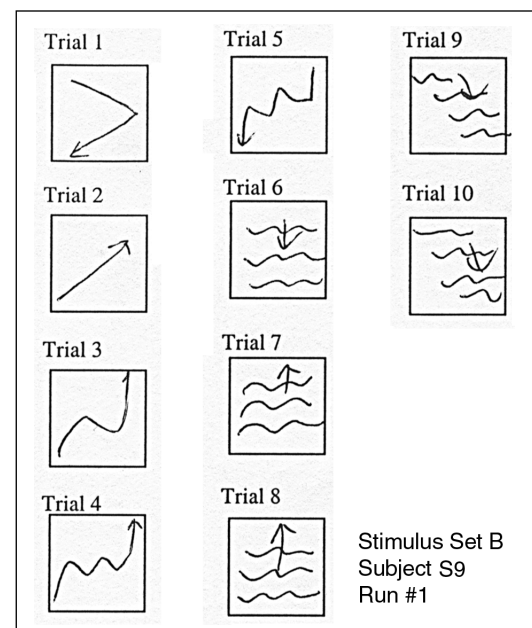 Trial 1
Trial 2
Trial 3
Trial 4
Trial 5
Trial 6
Trial 7
Trial 8
Trial 9
Trial 10
Stimulus Set B
Subject S9
Run #1